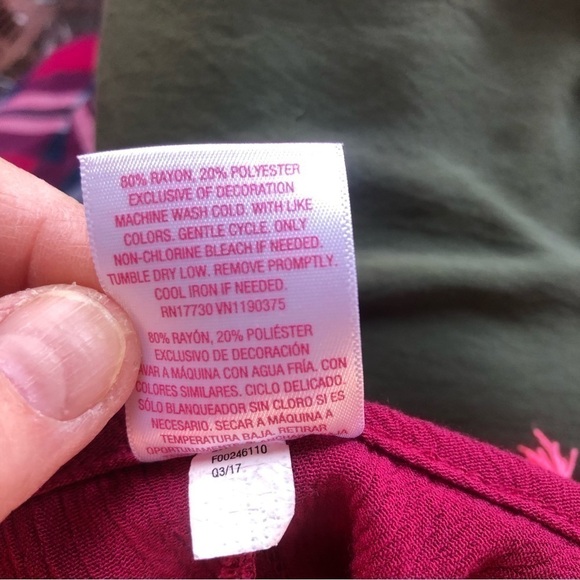 80% RAYON, 20% POLYESTER
EXCLUSIVE OF DECORATION
MACHINE WASH COLD. WITH LIKE
COLORS. GENTLE CYCLE. ONLY
NON-CHLORINE BLEACH IF NEEDED.
TUMBLE DRY LOW. REMOVE PROMPTLY.
COOL IRON IF NEEDED.
RN17730 VN1190375
80% RAYÓN, 20% POLIÉSTER
EXCLUSIVO DE DECORACIÓN
AVAR A MÁQUINA CON AGUA FRÍA. CON
COLORES SIMILARES. CICLO DELICADO.
SÓLO BLANQUEADOR SIN CLORO SI ES
NECESARIO. SECAR A MÁQUINA A
TEMPERATURA BAJA. RETIRAR
F00246110
Q3/17